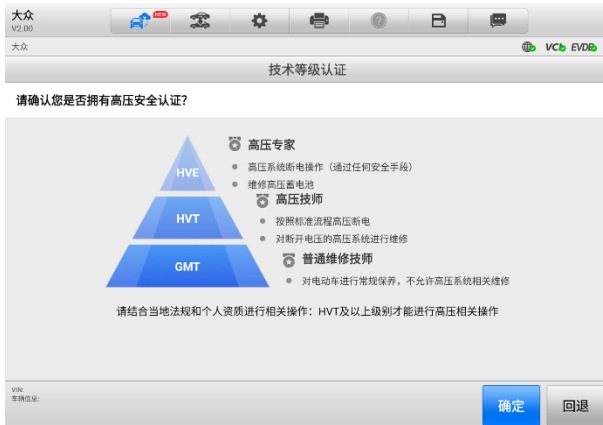 大众
V2.00
NEW
?
大众
VCI EVDP
技术等级认证
请确认您是否拥有高压安全认证?
高压专家
HVE
高压系统断电操作（通过任何安全手段）
维修高压蓄电池
高压技师
HVT
按照标准流程高压断电
对断开电压的高压系统进行维修
普通维修技师
GMT
对电动车进行常规保养，不允许高压系统相关维修
请结合当地法规和个人资质进行相关操作：HVT及以上级别才能进行高压相关操作
VIN:
车辆信息:
确定
回退